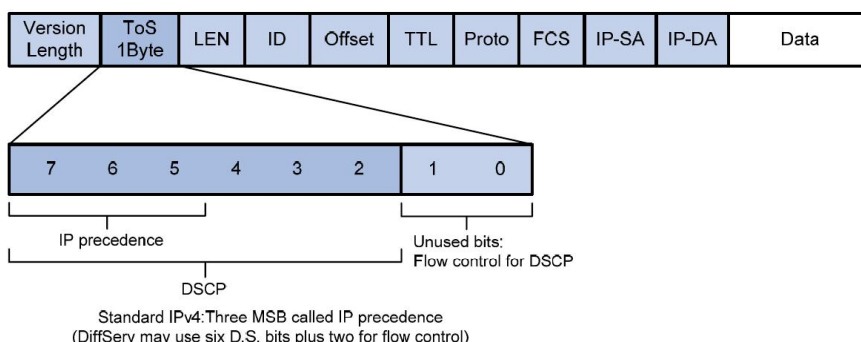 Version Length
ToS 1Byte
LEN
ID
Offset
TTL
Proto
FCS
IP-SA
IP-DA
Data
7 6 5 4 3 2 1 0
IP precedence
Unused bits:
Flow control for DSCP
DSCP
Standard IPv4:Three MSB called IP precedence
(DiffServ may use six D.S. bits plus two for flow control)